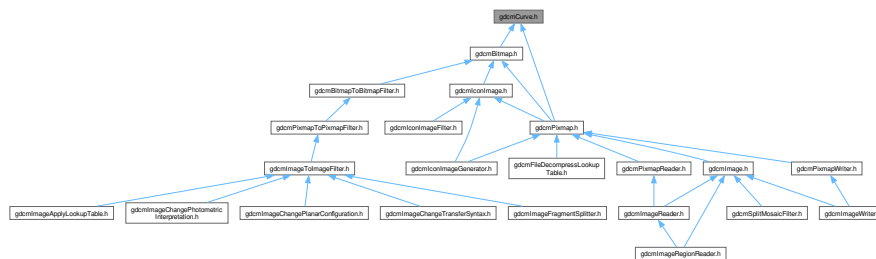 gdcmCurve.h
gdcmBitmap.h
gdcmBitmapToBitmapFilter.h
gdcmIconImage.h
gdcmPixmapToPixmapFilter.h
gdcmIconImageFilter.h
gdcmPixmap.h
gdcmImageToImageFilter.h
gdcmIconImageGenerator.h
gdcmFileDecompressLookup
Table.h
gdcmPixmapReader.h
gdcmImage.h
gdcmPixmapWriter.h
gdcmImageApplyLookupTable.h
gdcmImageChangePhotometric
Interpretation.h
gdcmImageChangePlanarConfiguration.h
gdcmImageChangeTransferSyntax.h
gdcmImageFragmentSplitter.h
gdcmImageReader.h
gdcmSplitMosaicFilter.h
gdcmImageWriter
gdcmImageRegionReader.h